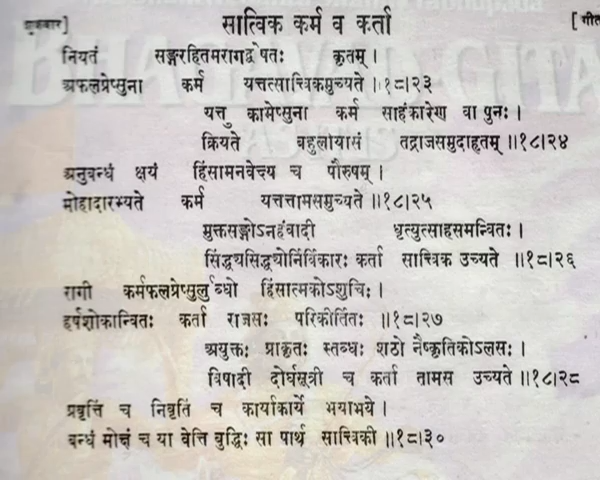 शुक्रवार] सात्विक कर्म व कर्ता [गीत
नियतं सङ्गरहितमरागद्वेषतः कृतम् ।
अफलप्रेप्सुना कर्म यत्तत्सात्त्विकमुच्यते ।।१८।२३
यत्तु कामेप्सुना कर्म साहंकारेण वा पुनः ।
क्रियते बहुलायासं तद्राजसमुदाहृतम् ॥१८।२४
अनुबन्धं क्षयं हिंसामनवेक्ष्य च पौरुषम् ।
मोहादारभ्यते कर्म यत्तत्तामसमुच्यते ॥१८।२५
मुक्तसङ्गोऽनहंवादी धृत्युत्साहसमन्वितः ।
सिद्ध्यसिद्ध्योर्निर्विकारः कर्ता सात्त्विक उच्यते ॥१८।२६
रागी कर्मफलप्रेप्सुर्लुब्धो हिंसात्मकोऽशुचिः ।
हर्षशोकान्वितः कर्ता राजसः परिकीर्तितः ॥१८।२७
अयुक्तः प्राकृतः स्तब्धः शठो नैष्कृतिकोऽलसः ।
विषादी दीर्घसूत्री च कर्ता तामस उच्यते ॥१८।२८
प्रवृत्तिं च निवृत्तिं च कार्याकार्ये भयाभये ।
बन्धं मोक्षं च या वेत्ति बुद्धिः सा पार्थ सात्त्विकी ॥१८।३०